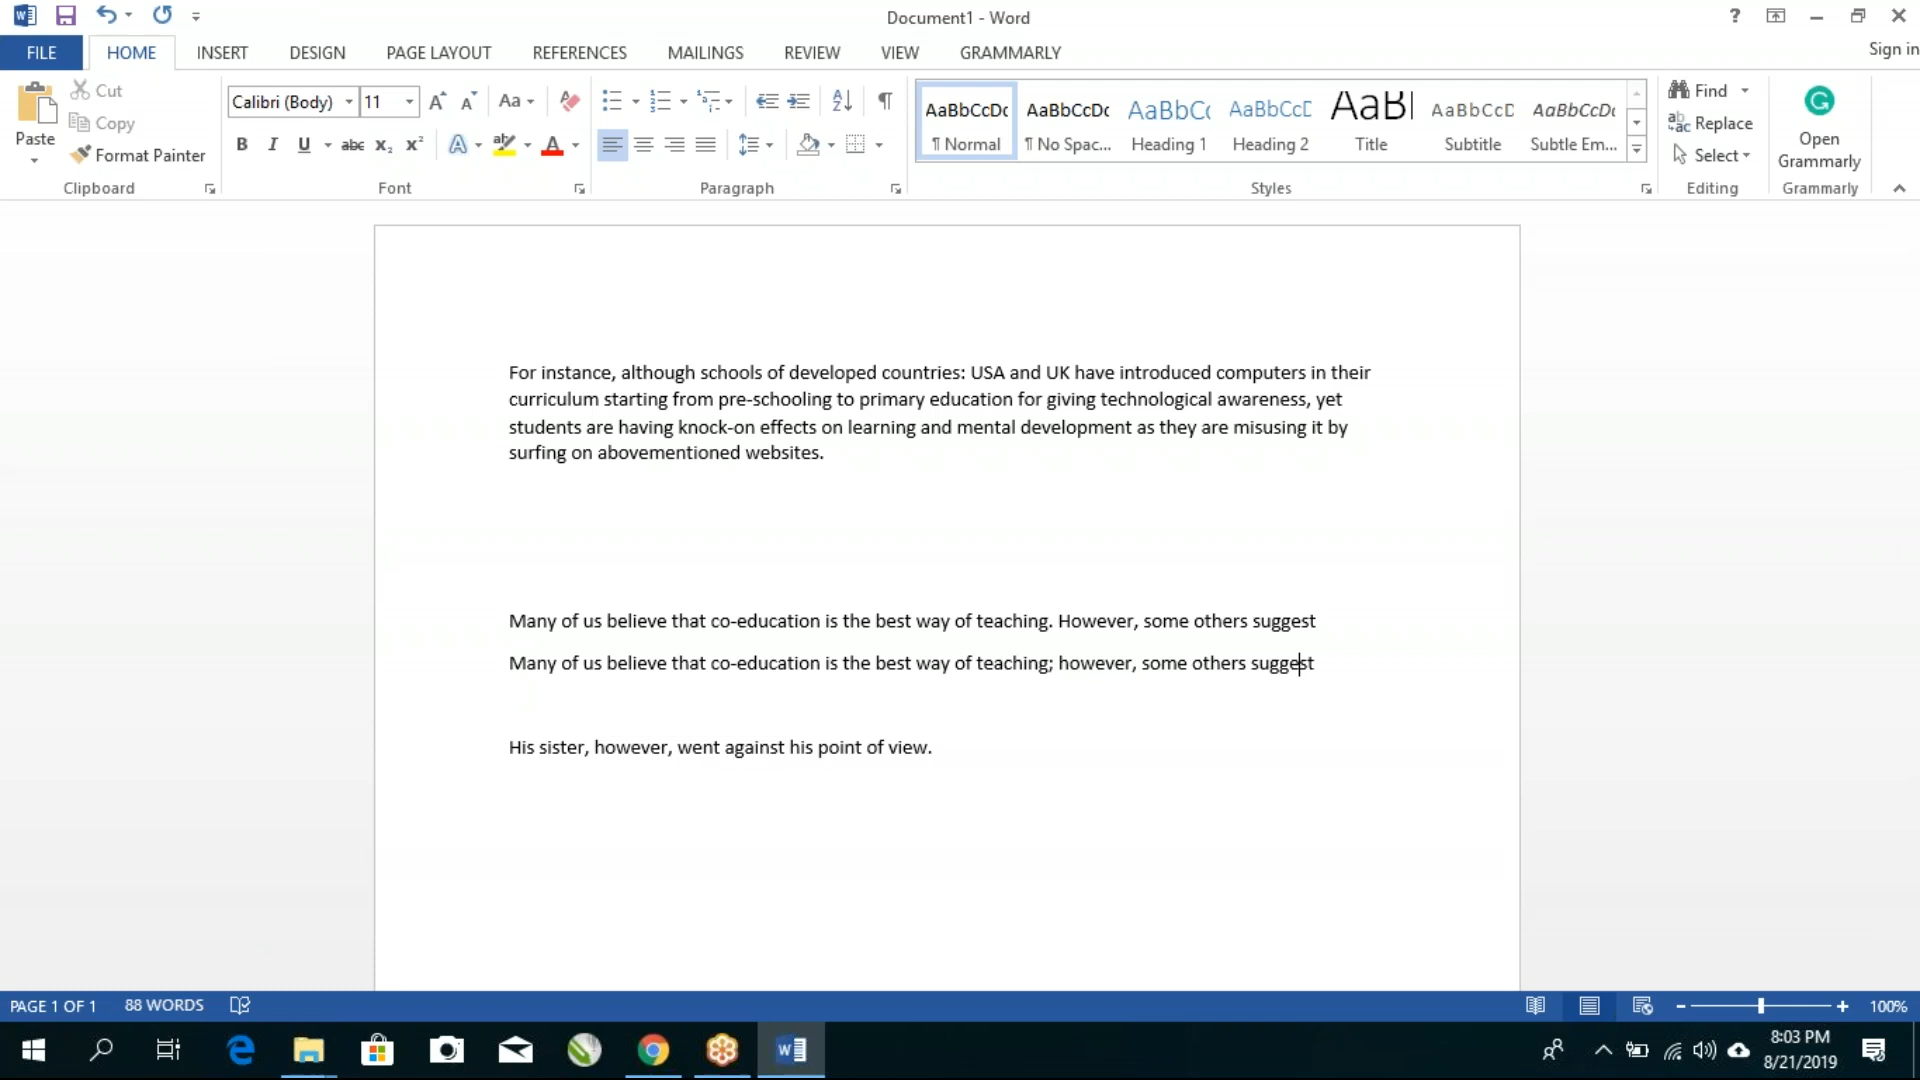 Document1 - Word
?
FILE HOME INSERT DESIGN PAGE LAYOUT REFERENCES MAILINGS REVIEW VIEW GRAMMARLY Sign in
Paste
Cut
Copy
Format Painter
Clipboard
Calibri (Body) 11
Aa
B I U abc X₂ X²
Font
Paragraph
AaBbCcDc AaBbCcDc AaBbC( AaBbCcC AaBl AaBbCcD AaBbCcDc
¶ Normal ¶ No Spac... Heading 1 Heading 2 Title Subtitle Subtle Em...
Styles
Find
Replace
Select
Editing
Open
Grammarly
Grammarly
For instance, although schools of developed countries: USA and UK have introduced computers in their
curriculum starting from pre-schooling to primary education for giving technological awareness, yet
students are having knock-on effects on learning and mental development as they are misusing it by
surfing on abovementioned websites.
Many of us believe that co-education is the best way of teaching. However, some others suggest
Many of us believe that co-education is the best way of teaching; however, some others suggest
His sister, however, went against his point of view.
PAGE 1 OF 1 88 WORDS 100%
8:03 PM
8/21/2019